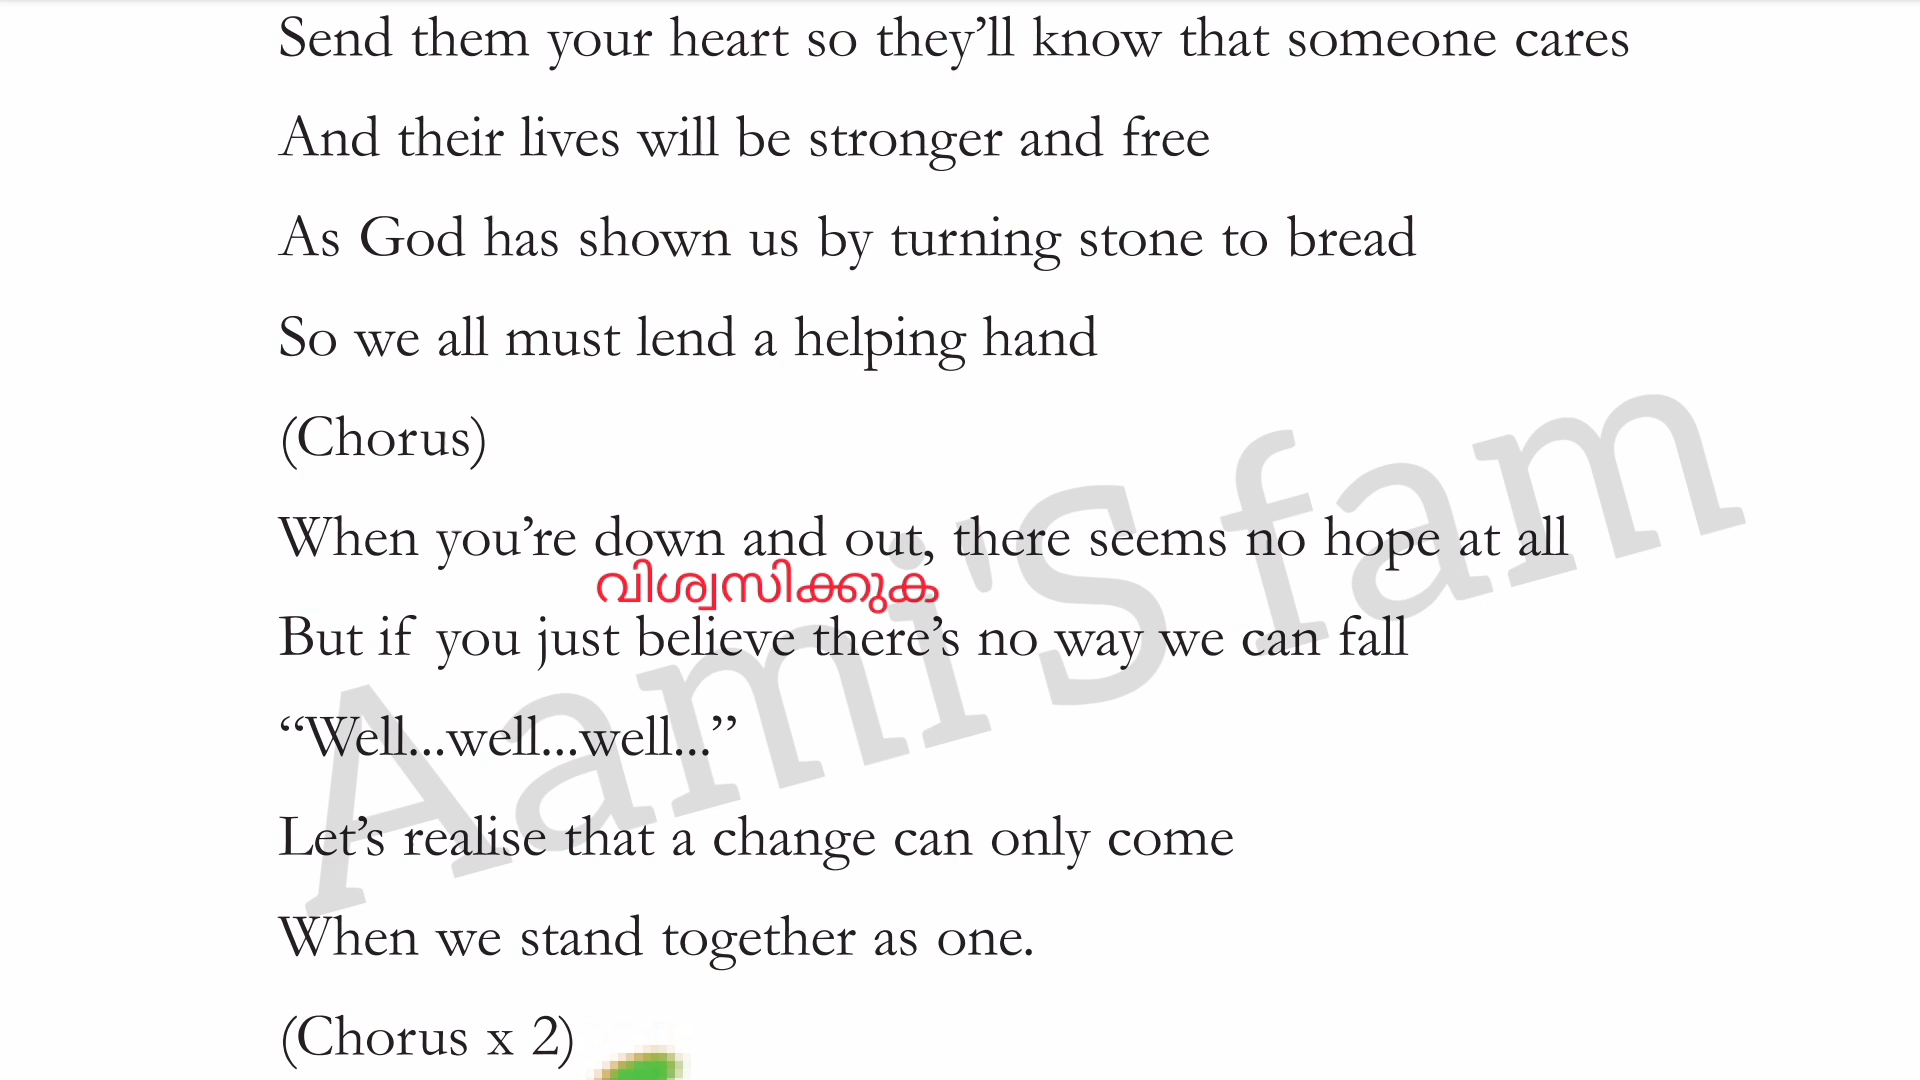 Send them your heart so they’ll know that someone cares
And their lives will be stronger and free
As God has shown us by turning stone to bread
So we all must lend a helping hand
(Chorus)
When you’re down and out, there seems no hope at all
വിശ്വസിക്കുക
But if you just believe there’s no way we can fall
“Well...well...well...”
Let’s realise that a change can only come
When we stand together as one.
(Chorus x 2)
Aami'S fam